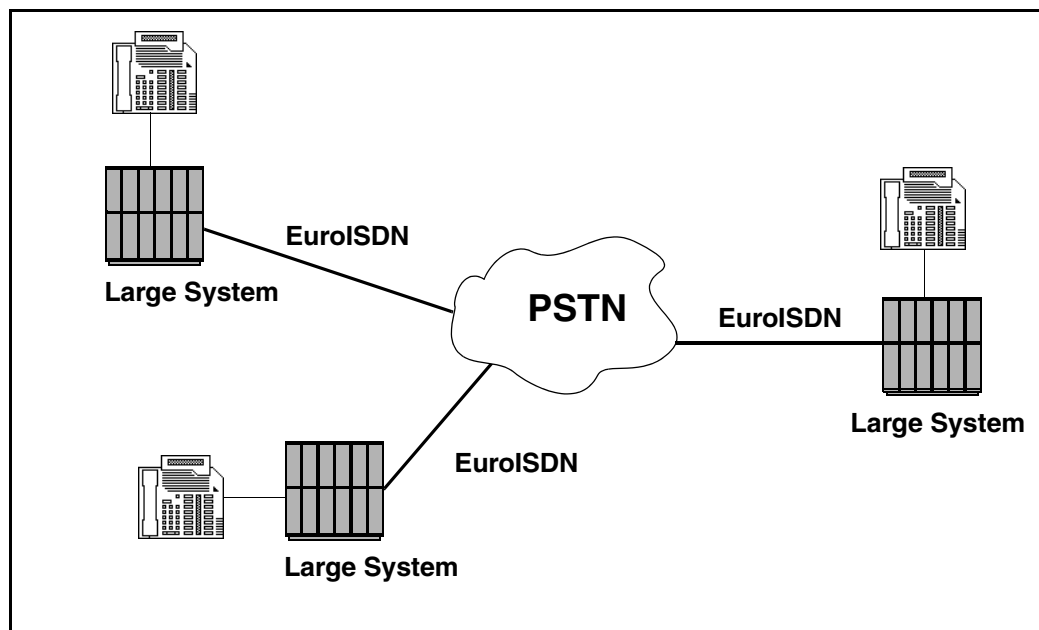 EuroISDN
Large System
PSTN
EuroISDN
Large System
EuroISDN
Large System